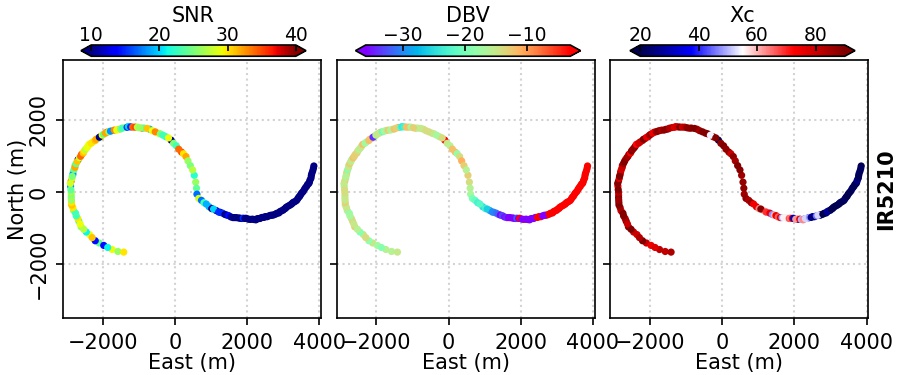 SNR DBV Xc
10 20 30 40 −30 −20 −10 20 40 60 80
2000
0
−2000
North (m)
IR5210
−2000 0 2000 4000 −2000 0 2000 4000 −2000 0 2000 4000
East (m) East (m) East (m)